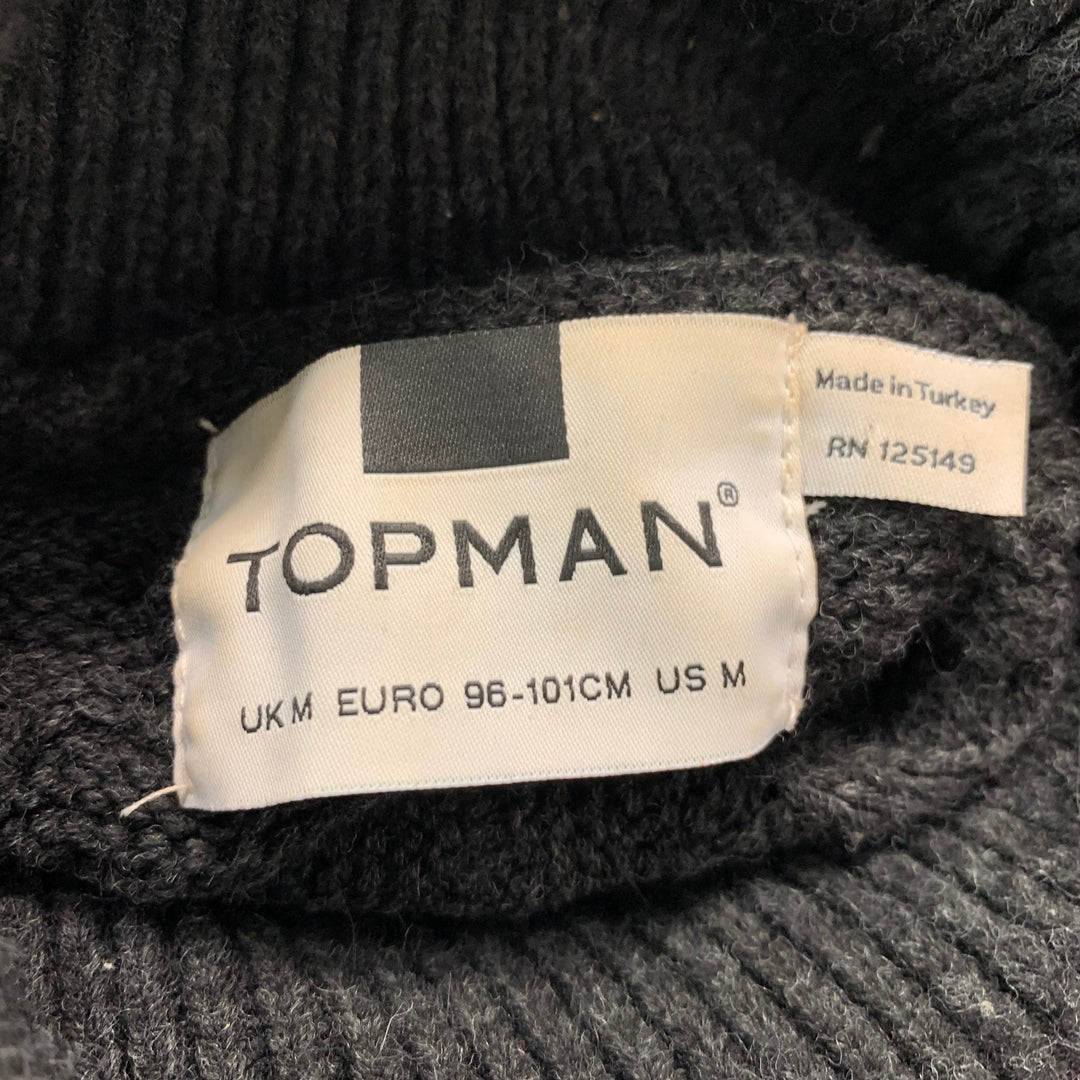 TOPMAN®
UK M EURO 96-101CM US M
Made in Turkey
RN 125149